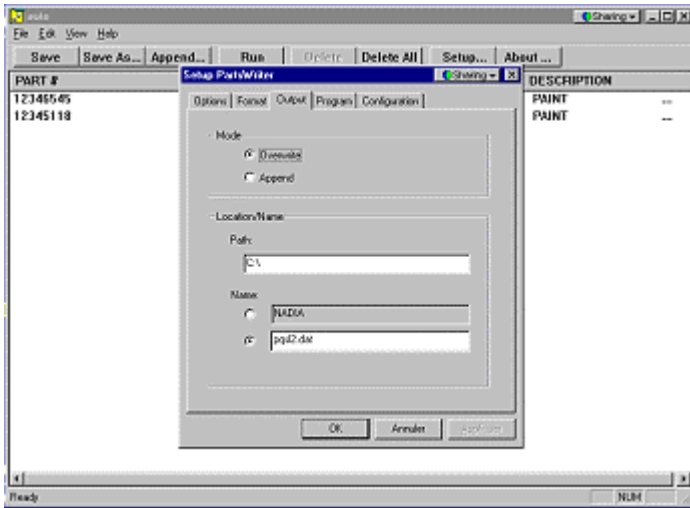 auto
Sharing
File Edit View Help
Save Save As... Append... Run Delete Delete All Setup... About ...
PART # DESCRIPTION
12346545 PAINT ...
12345118 PAINT ...
Setup PartsWriter Sharing
Options Format Output Program Configuration
Mode
Overwrite
Append
Location/Name
Path:
C:\
Name:
NADIA
OK Annuler Appliquer
Ready NUM